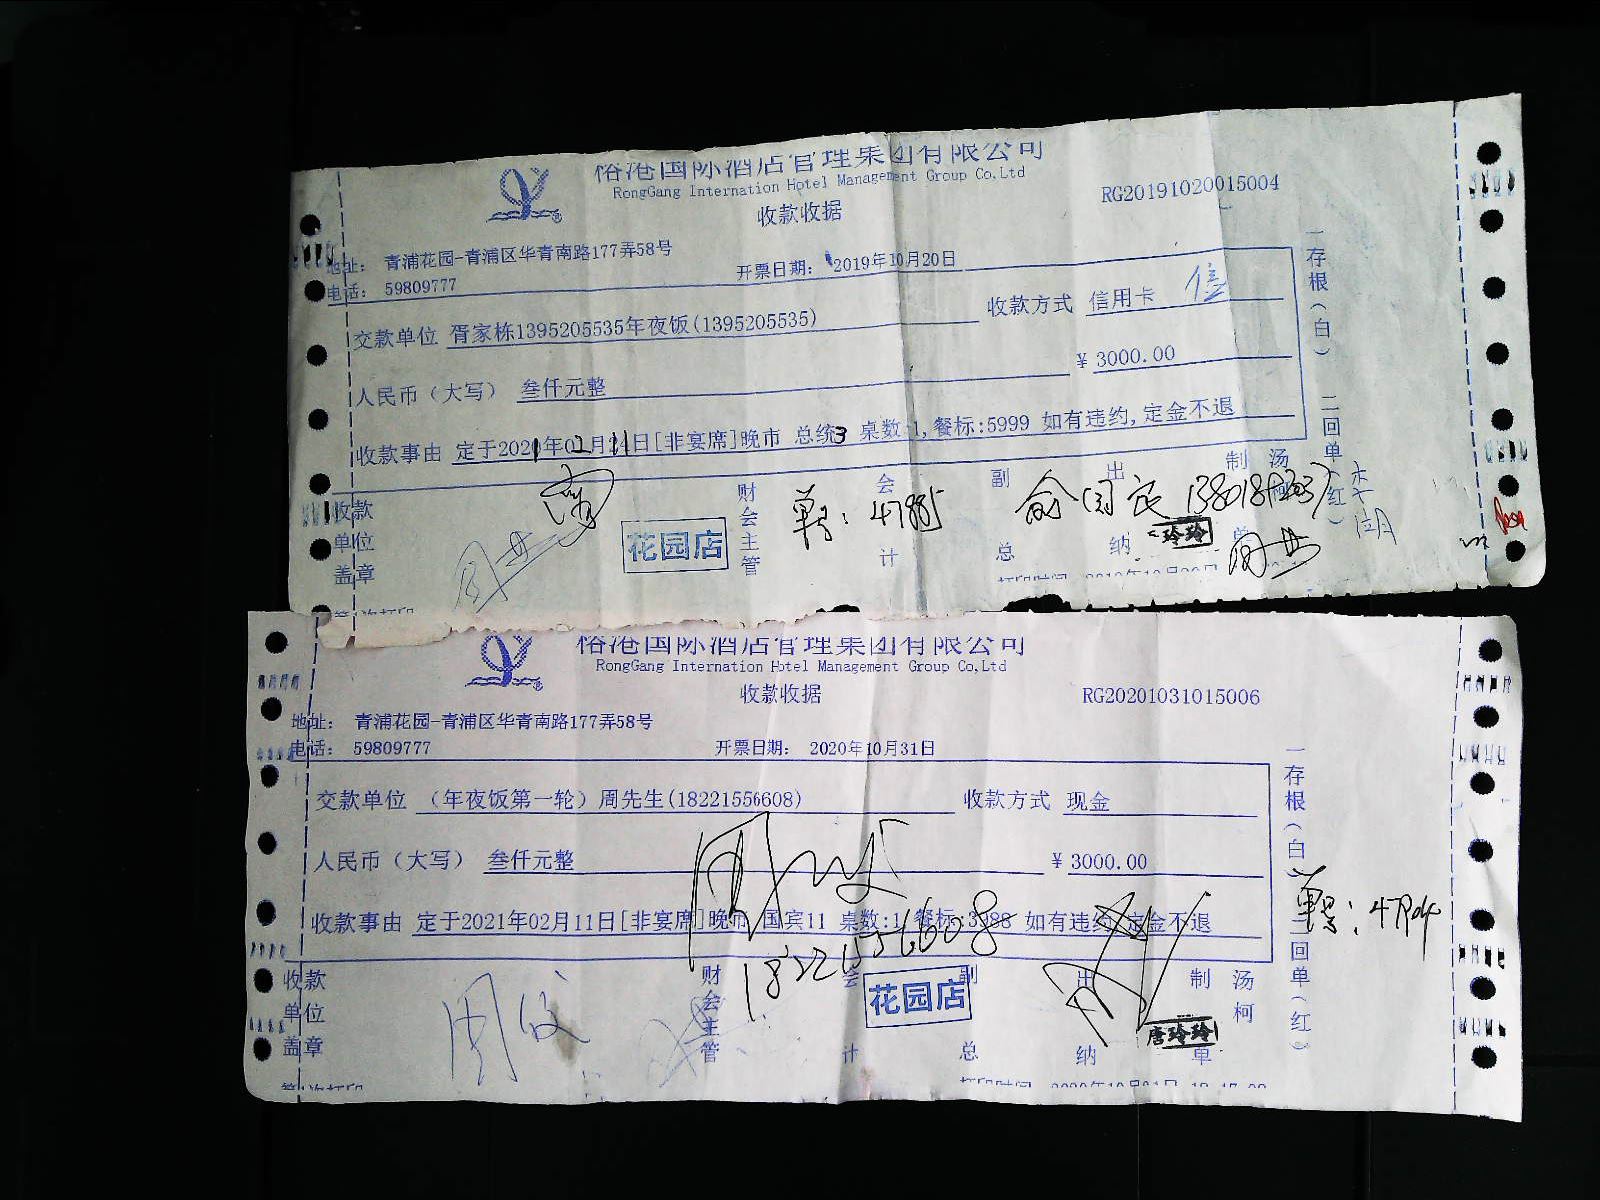 榕港国际酒店管理集团有限公司
RongGang Internation Hotel Management Group Co,Ltd
收款收据
RG20191020015004
地址: 青浦花园-青浦区华青南路177弄58号
电话: 59809777
开票日期: 2019年10月20日
交款单位 胥家栋1395205535年夜饭(1395205535)
收款方式 信用卡 信
人民币(大写) 叁仟元整
¥ 3000.00
收款事由 定于2021年02月11日[非宴席]晚市 总统3 桌数:1,餐标:5999 如有违约,定金不退
一存根(白) 二回单(红)
收款单位盖章
花园店
财会主管
单号: 47885
会计
副总
出纳
制单
汤柯
玲玲
榕港国际酒店管理集团有限公司
RongGang Internation Hotel Management Group Co,Ltd
收款收据
RG20201031015006
地址: 青浦花园-青浦区华青南路177弄58号
电话: 59809777
开票日期: 2020年10月31日
交款单位 (年夜饭第一轮)周先生(18221556608)
收款方式 现金
人民币(大写) 叁仟元整
¥ 3000.00
收款事由 定于2021年02月11日[非宴席]晚市 国宾11 桌数:1,餐标:3988 如有违约,定金不退
18221556608
一存根(白) 二回单(红)
单号:
收款单位盖章
财会主管
会计
花园店
副总
出纳
唐玲玲
制单
汤柯